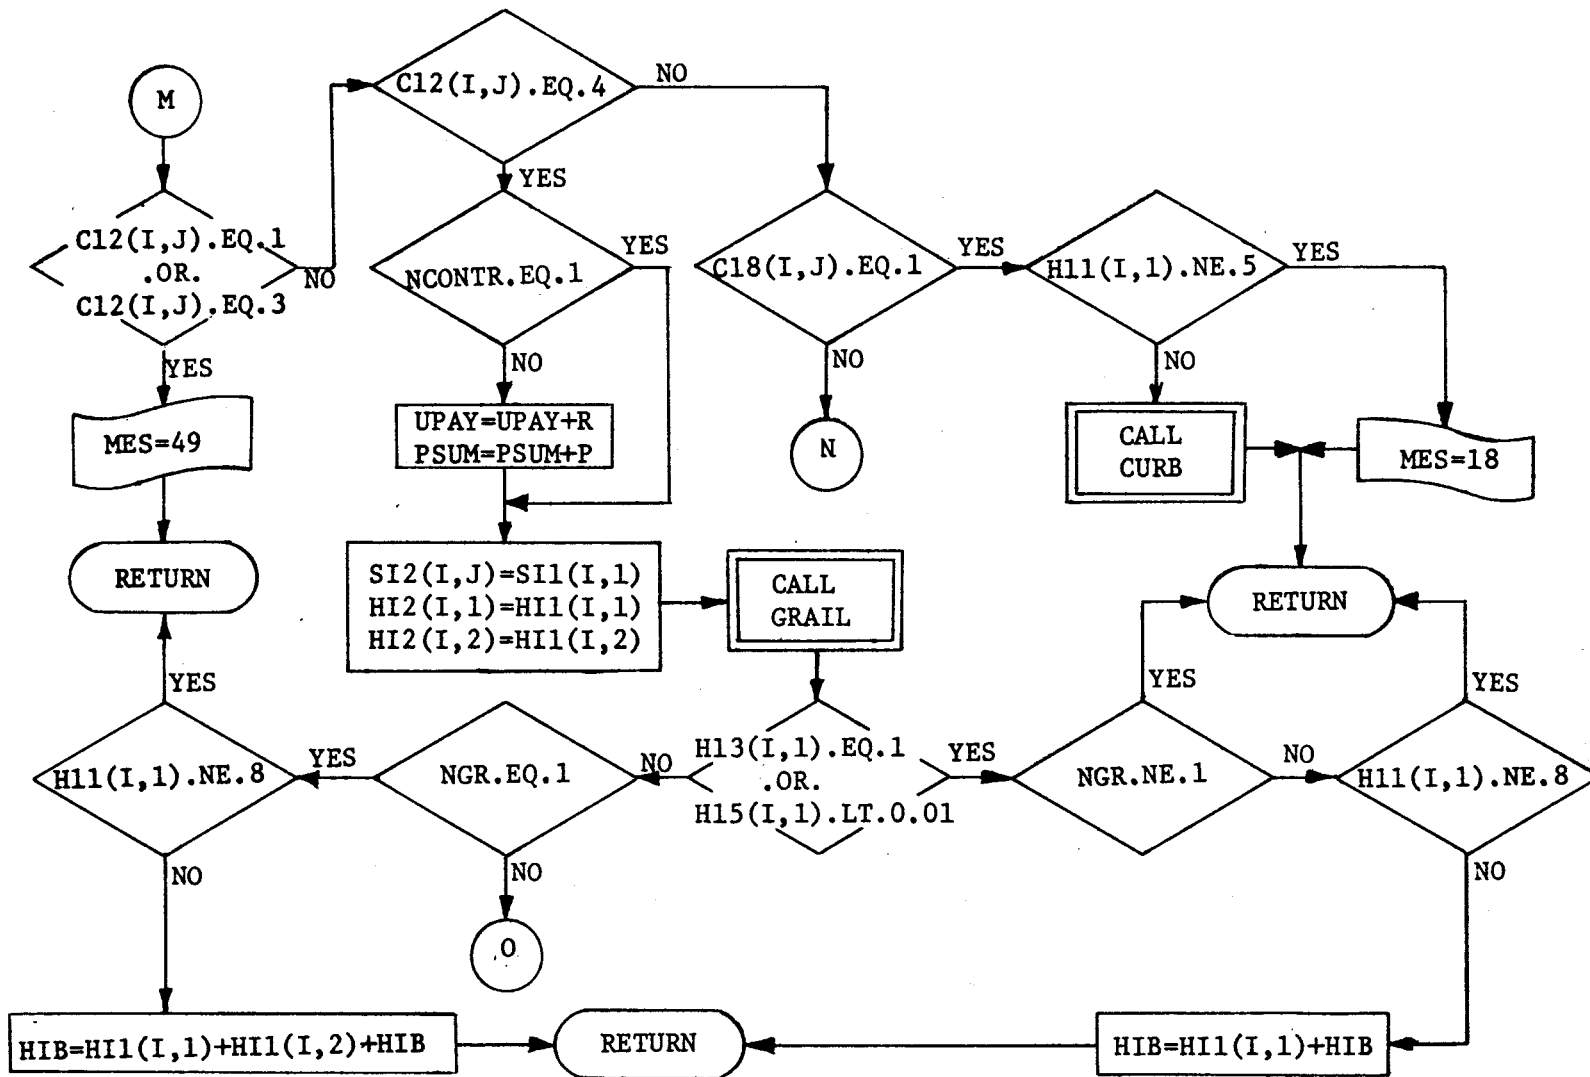 M
C12(I,J).EQ.1
.OR.
C12(I,J).EQ.3
NO
YES
MES=49
RETURN
C12(I,J).EQ.4
NO
YES
NCONTR.EQ.1
YES
NO
UPAY=UPAY+R
PSUM=PSUM+P
SI2(I,J)=SI1(I,1)
HI2(I,1)=HI1(I,1)
HI2(I,2)=HI1(I,2)
C18(I,J).EQ.1
YES
NO
N
H11(I,1).NE.5
YES
NO
CALL
CURB
MES=18
RETURN
CALL
GRAIL
H13(I,1).EQ.1
.OR.
H15(I,1).LT.0.01
NO
YES
NGR.EQ.1
YES
NO
O
H11(I,1).NE.8
YES
NO
NGR.NE.1
YES
NO
H11(I,1).NE.8
YES
NO
HIB=HI1(I,1)+HI1(I,2)+HIB
RETURN
HIB=HI1(I,1)+HIB